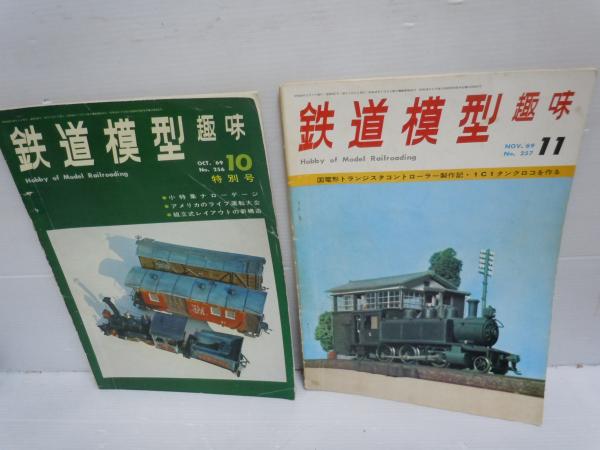 鉄道模型 趣味
Hobby of Model Railroading
OCT. 69
No. 256
10
特別号
●小特集ナローゲージ
●アメリカのライブ運転大会
●組立式レイアウトの新構造
鉄道模型 趣味
Hobby of Model Railroading
NOV. 69
No. 257
11
国電形トランジスタコントローラー製作記・1C1タンクロコを作る